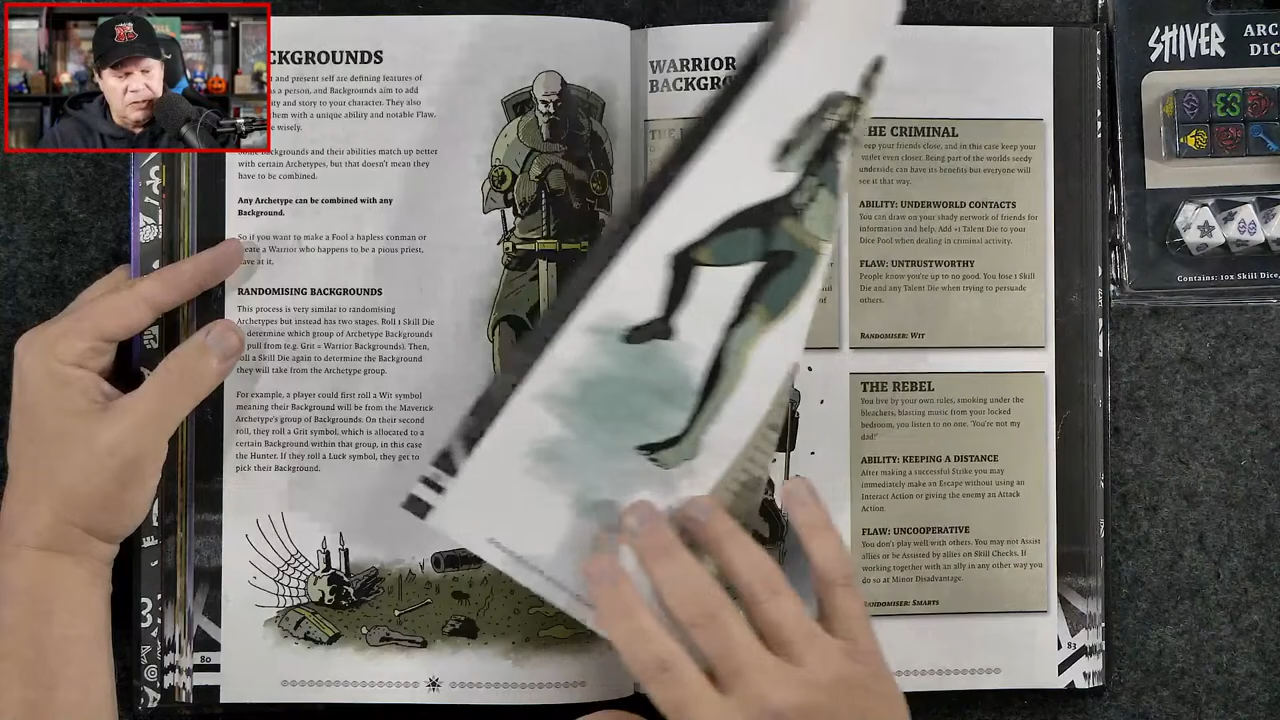 CKGROUNDS
and present self are defining features of
as a person, and Backgrounds aim to add
ty and story to your character. They also
hem with a unique ability and notable Flaw.
e wisely.
Backgrounds and their abilities match up better
with certain Archetypes, but that doesn't mean they
have to be combined.
Any Archetype can be combined with any
Background.
So if you want to make a Fool a hapless conman or
reate a Warrior who happens to be a pious priest,
ave at it.
RANDOMISING BACKGROUNDS
This process is very similar to randomising
Archetypes but instead has two stages. Roll 1 Skill Die
determine which group of Archetype Backgrounds
pull from (e.g. Grit = Warrior Backgrounds). Then,
oll a Skill Die again to determine the Background
they will take from the Archetype group.
For example, a player could first roll a Wit symbol
meaning their Background will be from the Maverick
Archetype's group of Backgrounds. On their second
roll, they roll a Grit symbol, which is allocated to a
certain Background within that group, in this case
the Hunter. If they roll a Luck symbol, they get to
pick their Background.
80
WARRIOR
BACKGRO
THE
HE CRIMINAL
eep your friends close, and in this case keep your
wallet even closer. Being part of the worlds seedy
underside can have its benefits but everyone will
see it that way.
ABILITY: UNDERWORLD CONTACTS
You can draw on your shady network of friends for
information and help. Add +1 Talent Die to your
Dice Pool when dealing in criminal activity.
FLAW: UNTRUSTWORTHY
People know you're up to no good. You lose 1 Skill
Die and any Talent Die when trying to persuade
others.
RANDOMISER: WIT
THE REBEL
You live by your own rules, smoking under the
bleachers, blasting music from your locked
bedroom, you listen to no one. 'You're not my
dad!'
ABILITY: KEEPING A DISTANCE
After making a successful Strike you may
immediately make an Escape without using an
Interact Action or giving the enemy an Attack
Action.
FLAW: UNCOOPERATIVE
You don't play well with others. You may not Assist
allies or be Assisted by allies on Skill Checks. If
working together with an ally in any other way you
do so at Minor Disadvantage.
RANDOMISER: SMARTS
83
SHIVER
ARC
DIC
Contains: 10x Skill Dice,